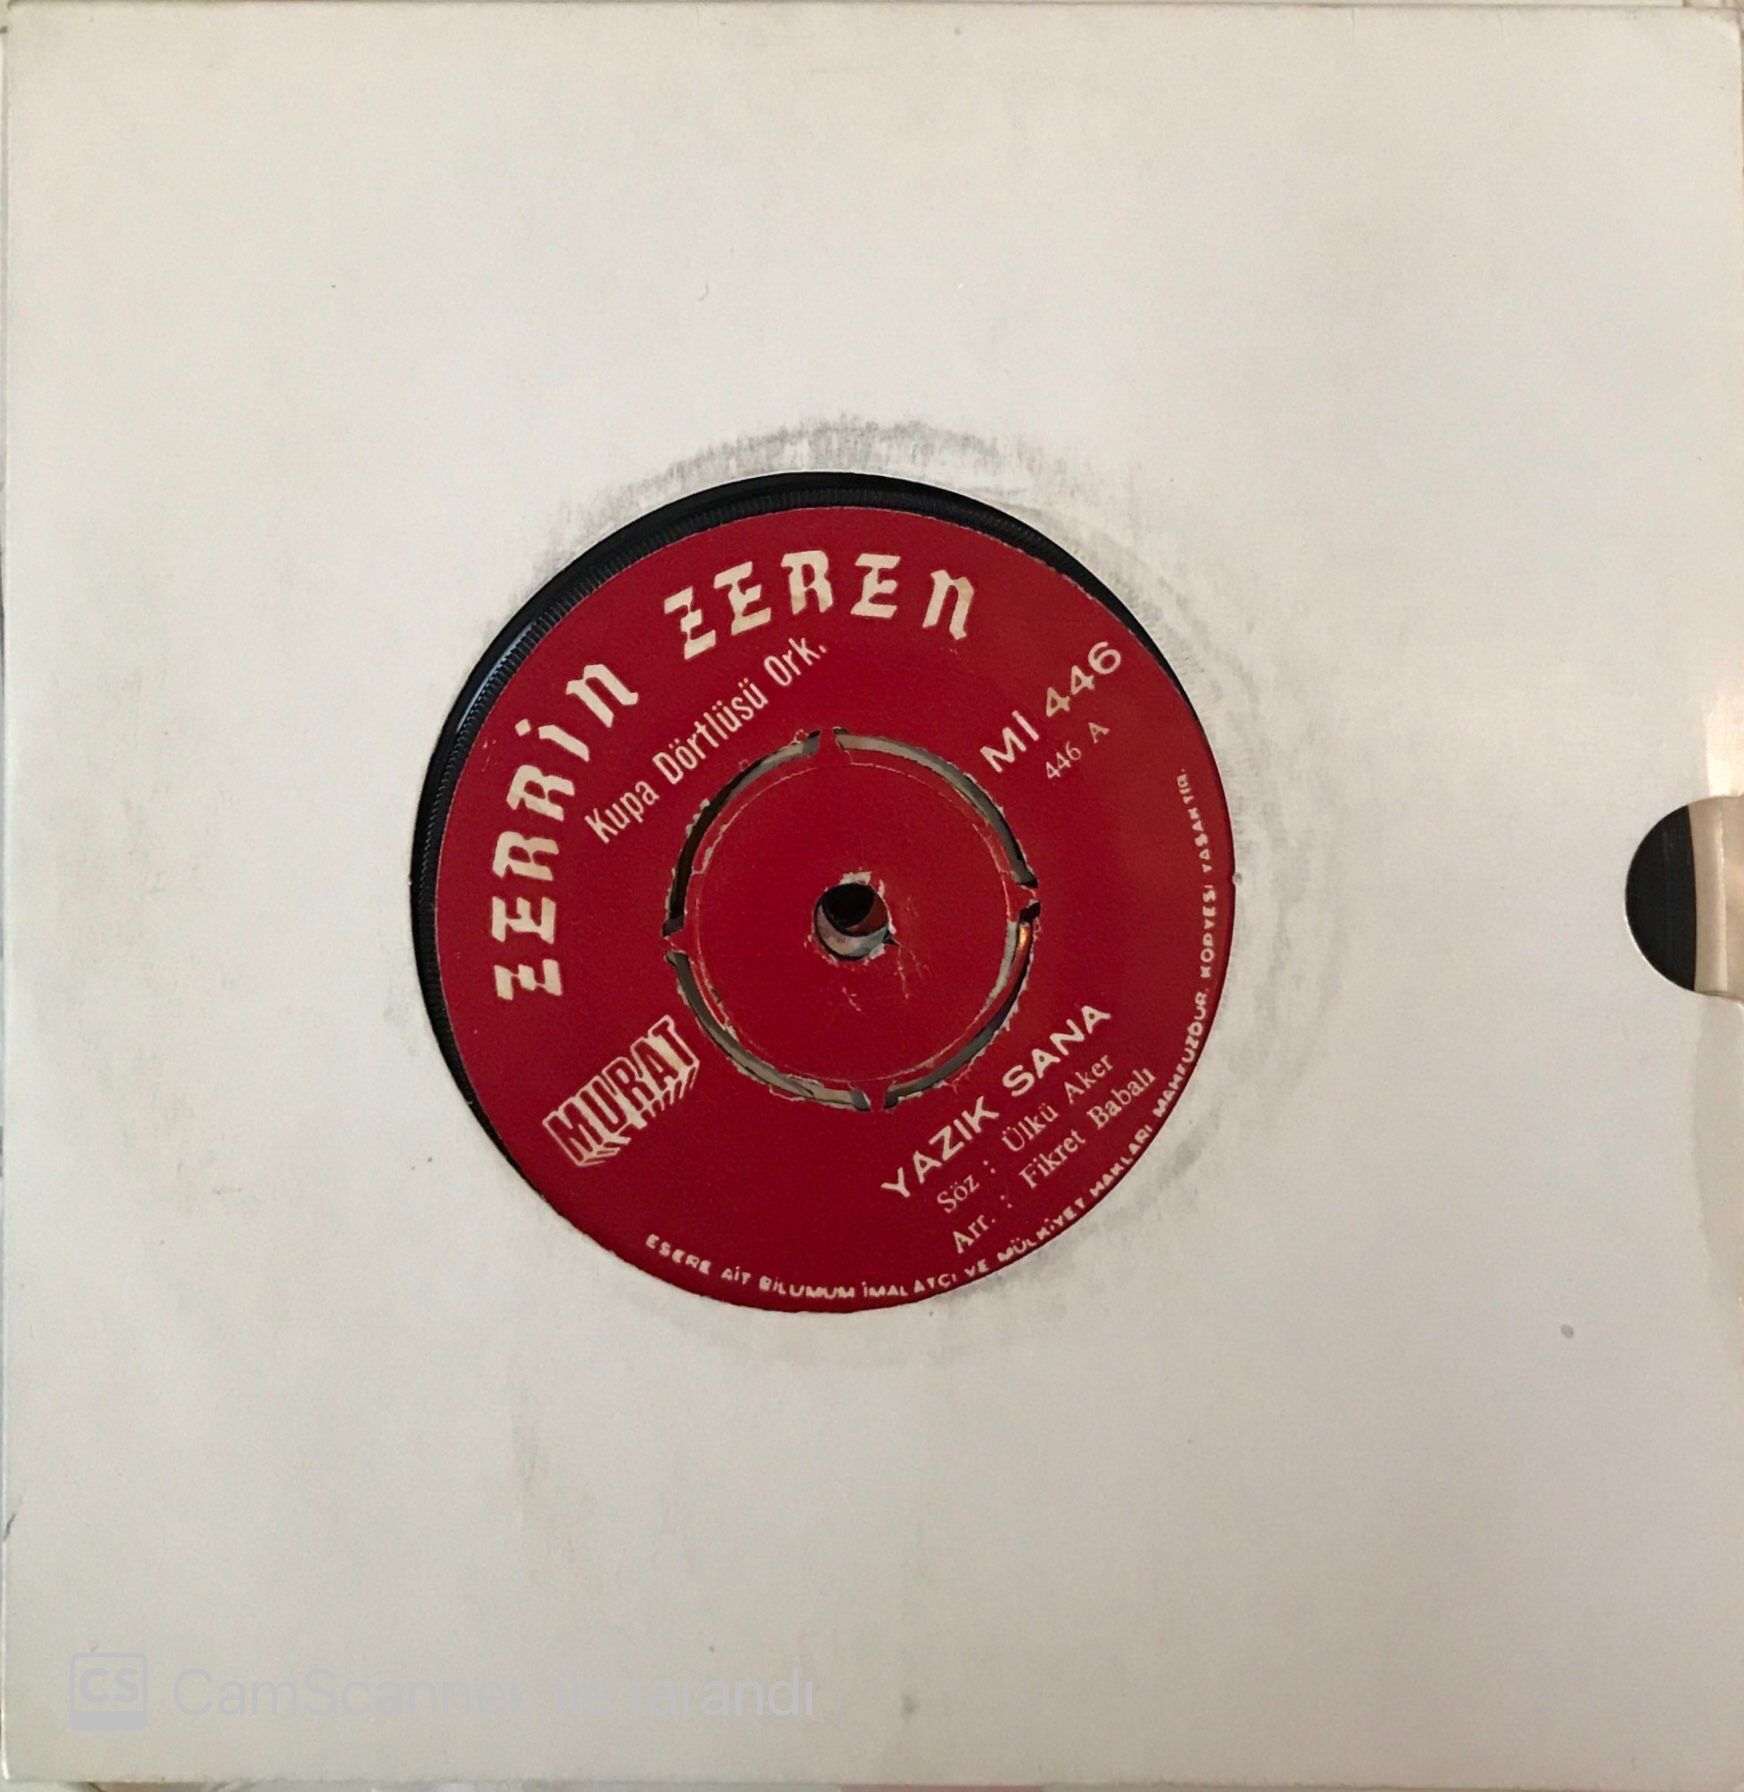 ZERRİN ZEREN
Kupa Dörtlüsü Ork.
MI 446
446 A
MURAT
YAZIK SANA
Söz : Ülkü Aker
Arr. : Fikret Babalı
ESERE AİT BİLUMUM İMALATÇI VE MÜLKİYET HAKLARI MAHFUZDUR. KOPYESİ YASAKTIR.
CS CamScanner ile tarandı